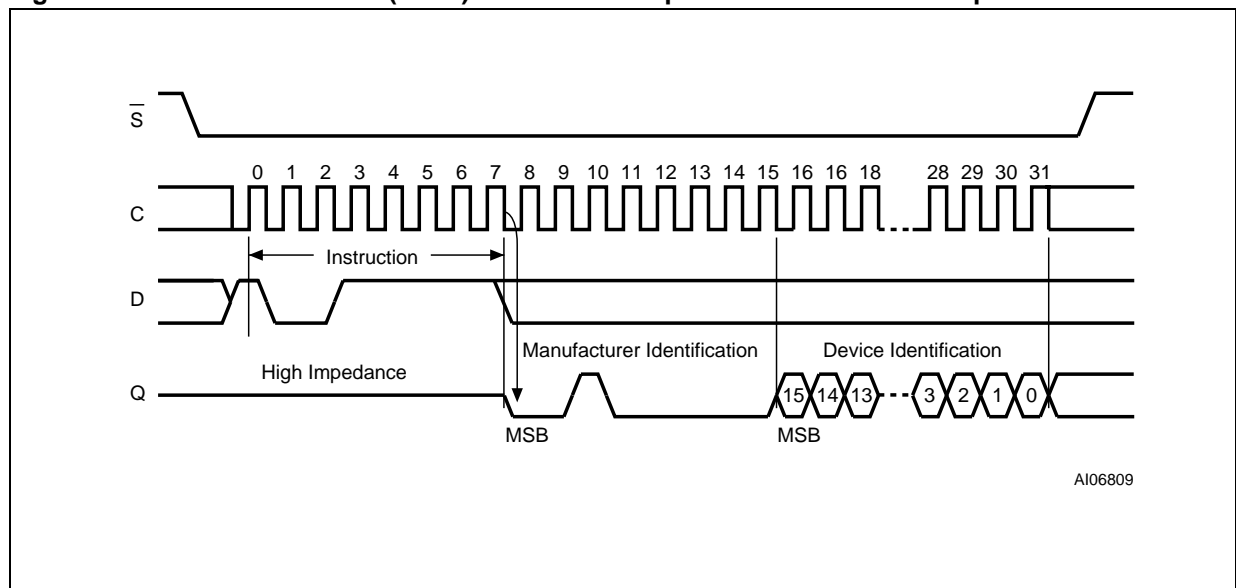 S̅
0 1 2 3 4 5 6 7 8 9 10 11 12 13 14 15 16 16 18 28 29 30 31
C
Instruction
D
Manufacturer Identification Device Identification
High Impedance
Q 15 14 13 3 2 1 0
MSB MSB
AI06809